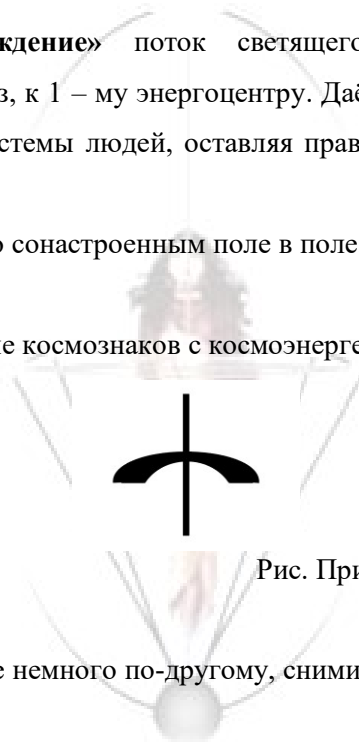 ждение» поток светящего
з, к 1 – му энергоцентру. Даё
стемы людей, оставляя прав
о сонастроенным поле в поле
е космознаков с космоэнерге
Рис. При
е немного по-другому, сними